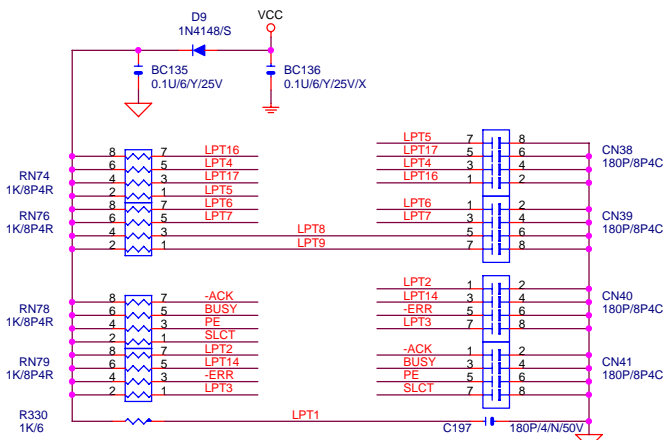 D9
1N4148/S
VCC
BC135
0.1U/6/Y/25V
BC136
0.1U/6/Y/25V/X
RN74
1K/8P4R
8 7 LPT16
6 5 LPT4
4 3 LPT17
2 1 LPT5
RN76
1K/8P4R
8 7 LPT6
6 5 LPT7
4 3 LPT8
2 1 LPT9
LPT5 7 8
LPT17 5 6
LPT4 3 4
LPT16 1 2
CN38
180P/8P4C
LPT6 1 2
LPT7 3 4
5 6
7 8
CN39
180P/8P4C
RN78
1K/8P4R
8 7 -ACK
6 5 BUSY
4 3 PE
2 1 SLCT
RN79
1K/8P4R
8 7 LPT2
6 5 LPT14
4 3 -ERR
2 1 LPT3
LPT2 1 2
LPT14 3 4
-ERR 5 6
LPT3 7 8
CN40
180P/8P4C
-ACK 1 2
BUSY 3 4
PE 5 6
SLCT 7 8
CN41
180P/8P4C
R330
1K/6
LPT1
C197
180P/4/N/50V